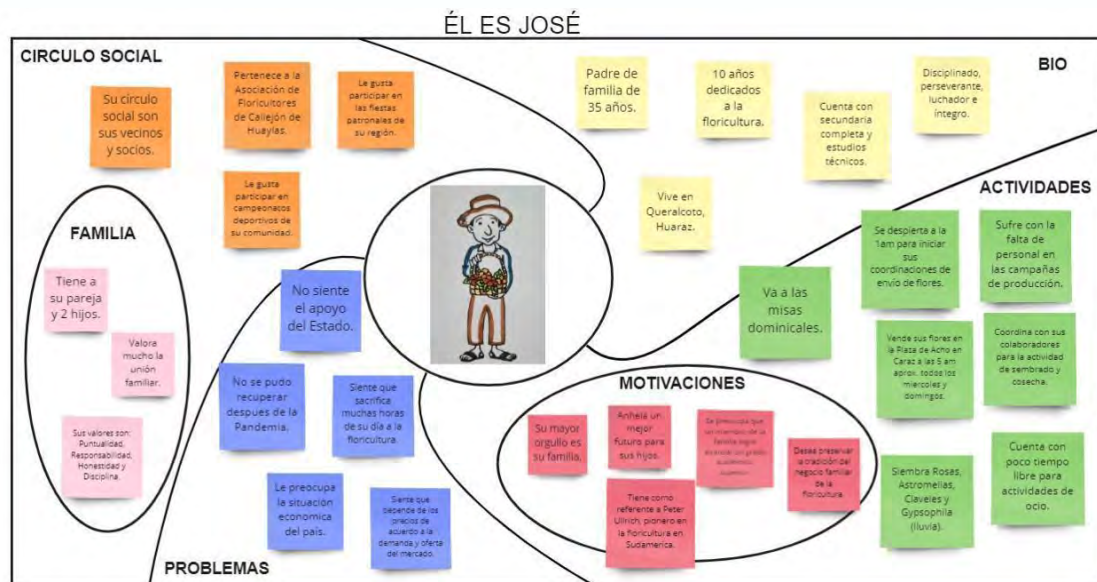 ÉL ES JOSÉ
CIRCULO SOCIAL
Su círculo
social son
sus vecinos
y socios.
Pertenece a la
Asociación de
Floricultores
de Callejón de
Huaylas.
Le gusta
participar en
las fiestas
patronales de
su región.
Le gusta
participar en
campeonatos
deportivos de
su comunidad.
FAMILIA
Tiene a
su pareja
y 2 hijos.
Valora
mucho la
unión
familiar.
Sus valores son:
Puntualidad,
Responsabilidad,
Honestidad y
Disciplina.
No siente
el apoyo
del Estado.
No se pudo
recuperar
despues de la
Pandemia.
Siente que
sacrifica
muchas horas
de su día a la
floricultura.
Le preocupa
la situación
economica
del país.
Siente que
depende de los
precios de
acuerdo a la
demanda y oferta
del mercado.
PROBLEMAS
BIO
Padre de
familia de
35 años.
10 años
dedicados
a la
floricultura.
Cuenta con
secundaria
completa y
estudios
técnicos.
Disciplinado,
perseverante,
luchador e
íntegro.
Vive en
Queralcoto,
Huaraz.
ACTIVIDADES
Va a las
misas
dominicales.
Se despierta a la
1am para iniciar
sus
coordinaciones de
envío de flores.
Sufre con la
falta de
personal en
las campañas
de producción.
Vende sus flores en
la Plaza de Acho en
Caraz a las 5 am
aprox. todos los
miercoles y
domingos.
Coordina con sus
colaboradores
para la actividad
de sembrado y
cosecha.
Siembra Rosas,
Astromelias,
Claveles y
Gypsophila
(lluvia).
Cuenta con
poco tiempo
libre para
actividades de
ocio.
MOTIVACIONES
Su mayor
orgullo es
su familia.
Anhela un
mejor
futuro para
sus hijos.
Se preocupa que
un miembro de la
familia logre
Desea preservar
la tradición del
negocio familiar
de la
floricultura.
Tiene como
referente a Peter
Ullrich, pionero en
la floricultura en
Sudamerica.